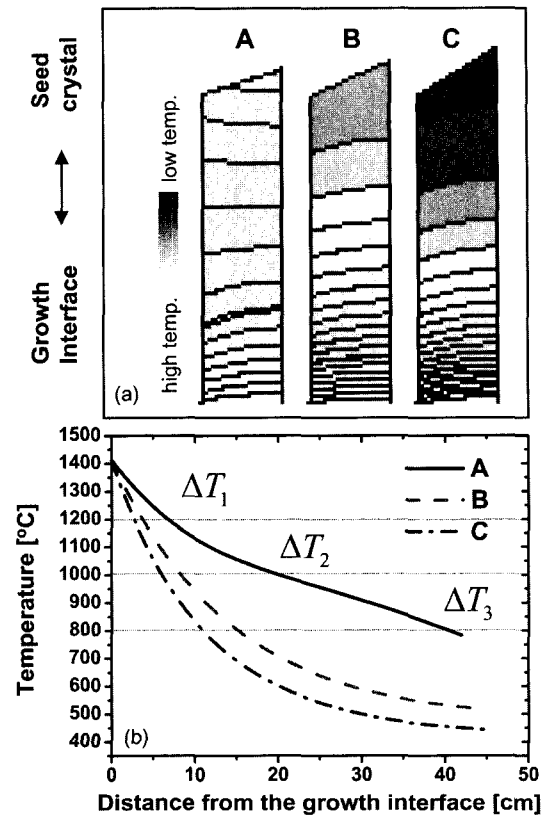 A B C
Seed crystal
low temp.
high temp.
Growth Interface
(a)
1500
1400
1300
1200
1100
1000
900
800
700
600
500
400
Temperature [ºC]
ΔT₁
ΔT₂
ΔT₃
A
B
C
(b)
0 10 20 30 40 50
Distance from the growth interface [cm]